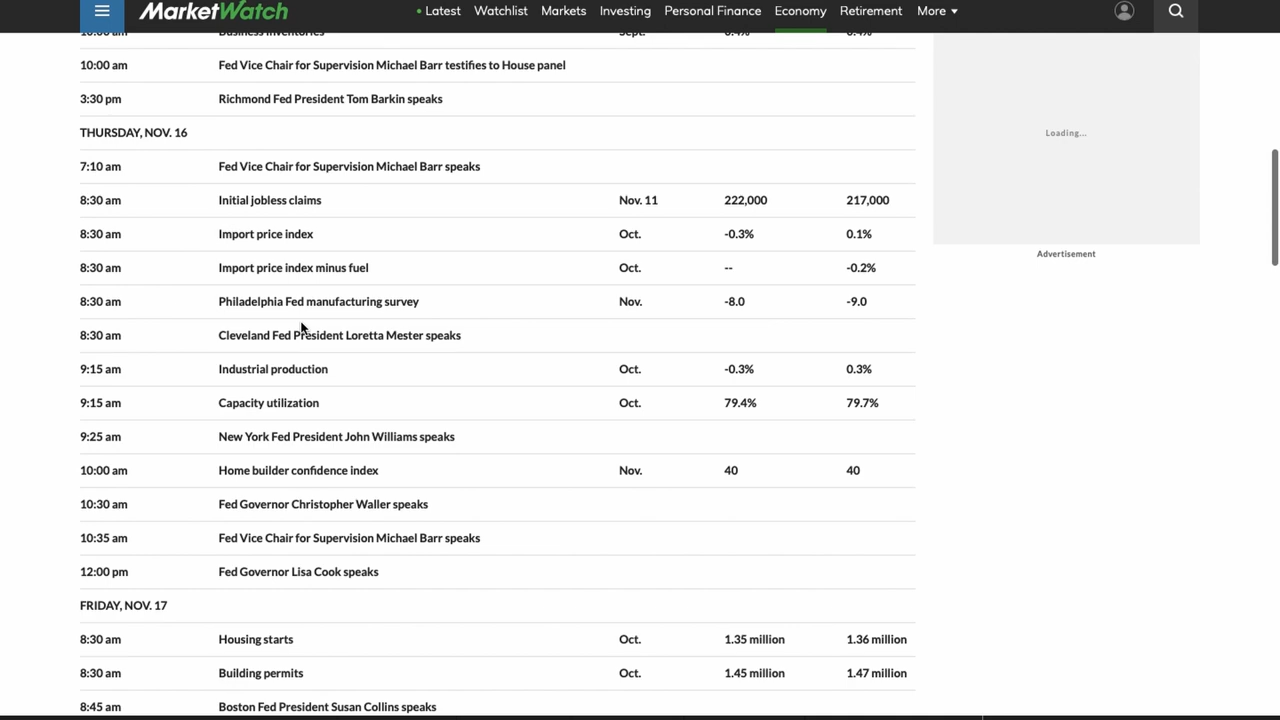 MarketWatch Latest Watchlist Markets Investing Personal Finance Economy Retirement More
10:00 am Business inventories Sept. 0.4% 0.4%
10:00 am Fed Vice Chair for Supervision Michael Barr testifies to House panel
3:30 pm Richmond Fed President Tom Barkin speaks
Loading...
THURSDAY, NOV. 16
7:10 am Fed Vice Chair for Supervision Michael Barr speaks
8:30 am Initial jobless claims Nov. 11 222,000 217,000
8:30 am Import price index Oct. -0.3% 0.1%
Advertisement
8:30 am Import price index minus fuel Oct. -- -0.2%
8:30 am Philadelphia Fed manufacturing survey Nov. -8.0 -9.0
8:30 am Cleveland Fed President Loretta Mester speaks
9:15 am Industrial production Oct. -0.3% 0.3%
9:15 am Capacity utilization Oct. 79.4% 79.7%
9:25 am New York Fed President John Williams speaks
10:00 am Home builder confidence index Nov. 40 40
10:30 am Fed Governor Christopher Waller speaks
10:35 am Fed Vice Chair for Supervision Michael Barr speaks
12:00 pm Fed Governor Lisa Cook speaks
FRIDAY, NOV. 17
8:30 am Housing starts Oct. 1.35 million 1.36 million
8:30 am Building permits Oct. 1.45 million 1.47 million
8:45 am Boston Fed President Susan Collins speaks